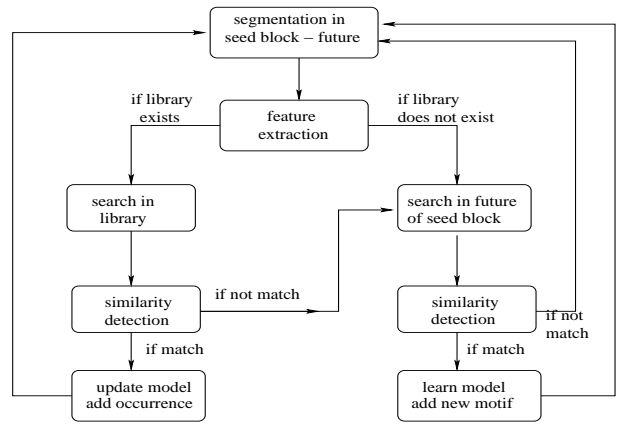 segmentation in
seed block – future
if library
exists
feature
extraction
if library
does not exist
search in
library
search in future
of seed block
if not match
similarity
detection
similarity
detection
if not
match
if match
if match
update model
add occurrence
learn model
add new motif